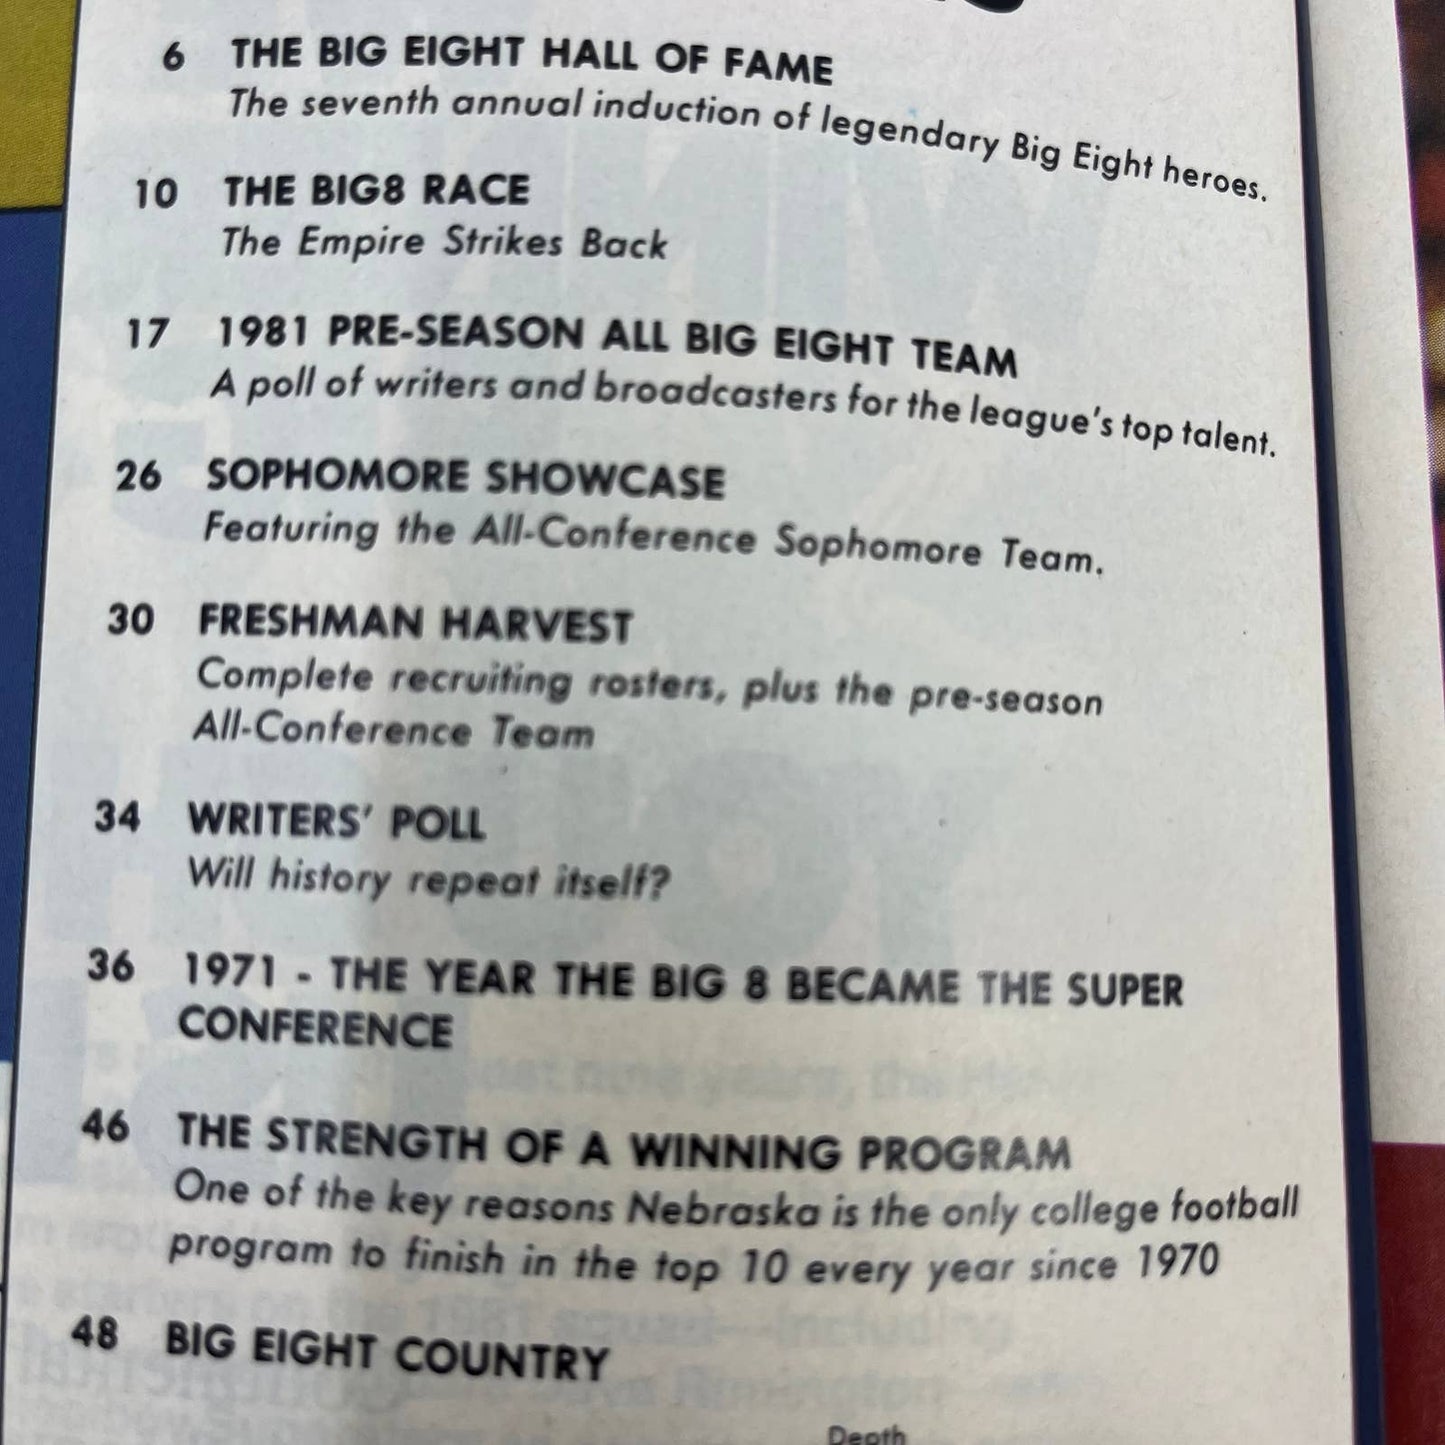 6 THE BIG EIGHT HALL OF FAME
The seventh annual induction of legendary Big Eight heroes.
10 THE BIG8 RACE
The Empire Strikes Back
17 1981 PRE-SEASON ALL BIG EIGHT TEAM
A poll of writers and broadcasters for the league's top talent.
26 SOPHOMORE SHOWCASE
Featuring the All-Conference Sophomore Team.
30 FRESHMAN HARVEST
Complete recruiting rosters, plus the pre-season
All-Conference Team
34 WRITERS' POLL
Will history repeat itself?
36 1971 - THE YEAR THE BIG 8 BECAME THE SUPER
CONFERENCE
46 THE STRENGTH OF A WINNING PROGRAM
One of the key reasons Nebraska is the only college football
program to finish in the top 10 every year since 1970
48 BIG EIGHT COUNTRY
Depth